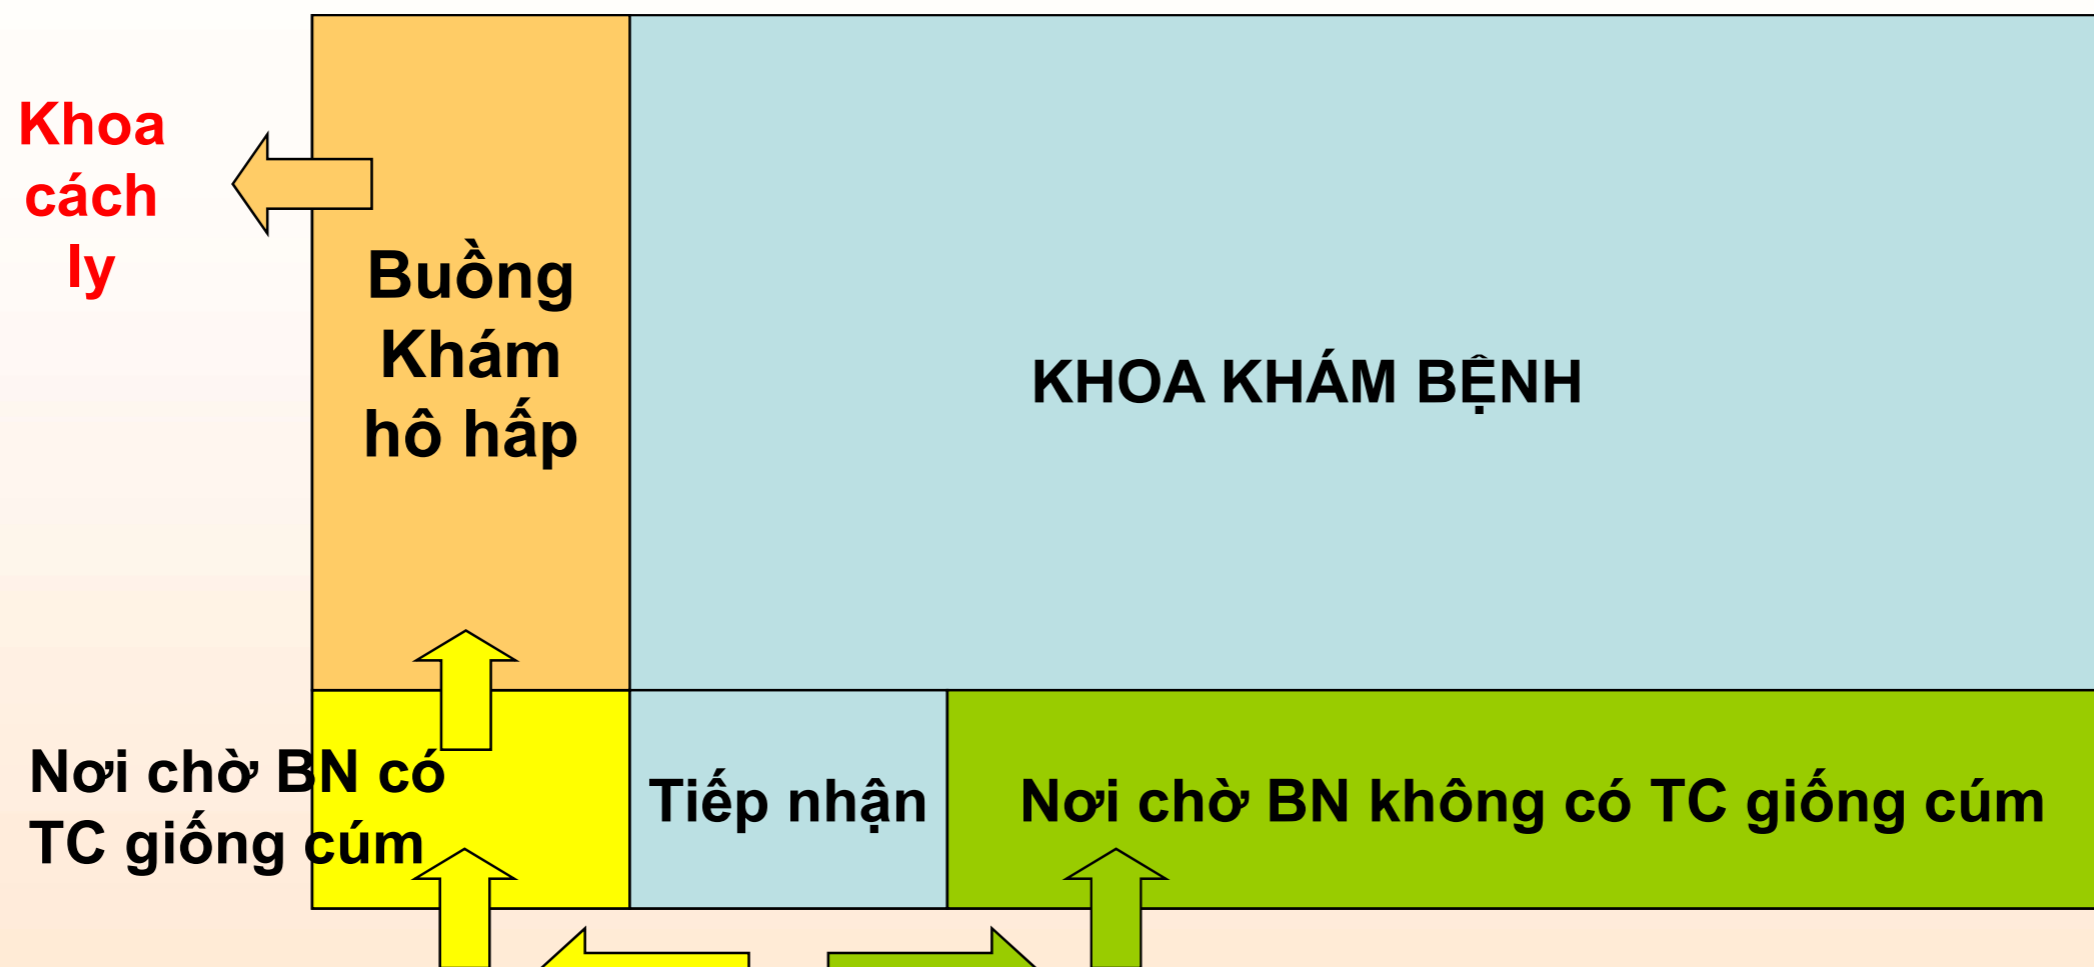 Khoa
cách
ly
Buồng
Khám
hô hấp
KHOA KHÁM BỆNH
Nơi chờ BN có
TC giống cúm
Tiếp nhận
Nơi chờ BN không có TC giống cúm